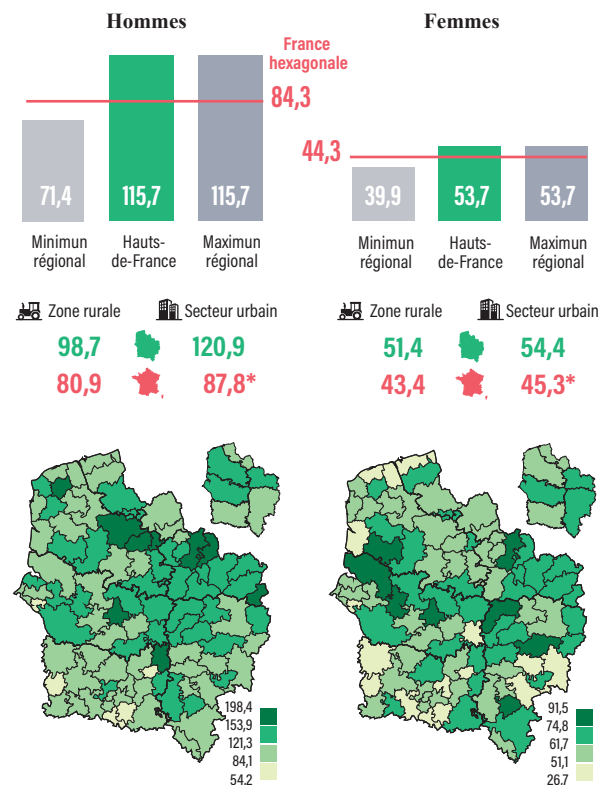 Hommes
France
hexagonale
84,3
71,4
115,7
115,7
Minimun
régional
Hauts-
de-France
Maximun
régional
Zone rurale
Secteur urbain
98,7
120,9
80,9
87,8*
198,4
153,9
121,3
84,1
54,2
Femmes
44,3
39,9
53,7
53,7
Minimun
régional
Hauts-
de-France
Maximun
régional
Zone rurale
Secteur urbain
51,4
54,4
43,4
45,3*
91,5
74,8
61,7
51,1
26,7